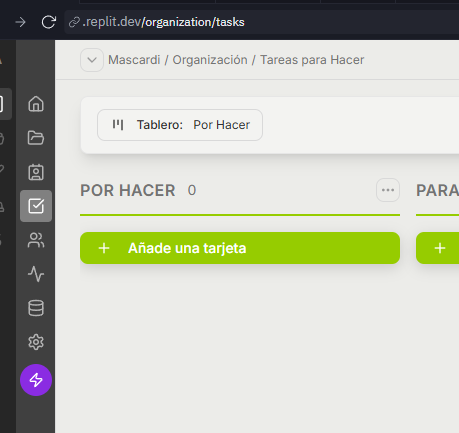 .replit.dev/organization/tasks
Mascardi / Organización / Tareas para Hacer
Tablero: Por Hacer
POR HACER 0
PARA
+ Añade una tarjeta
+